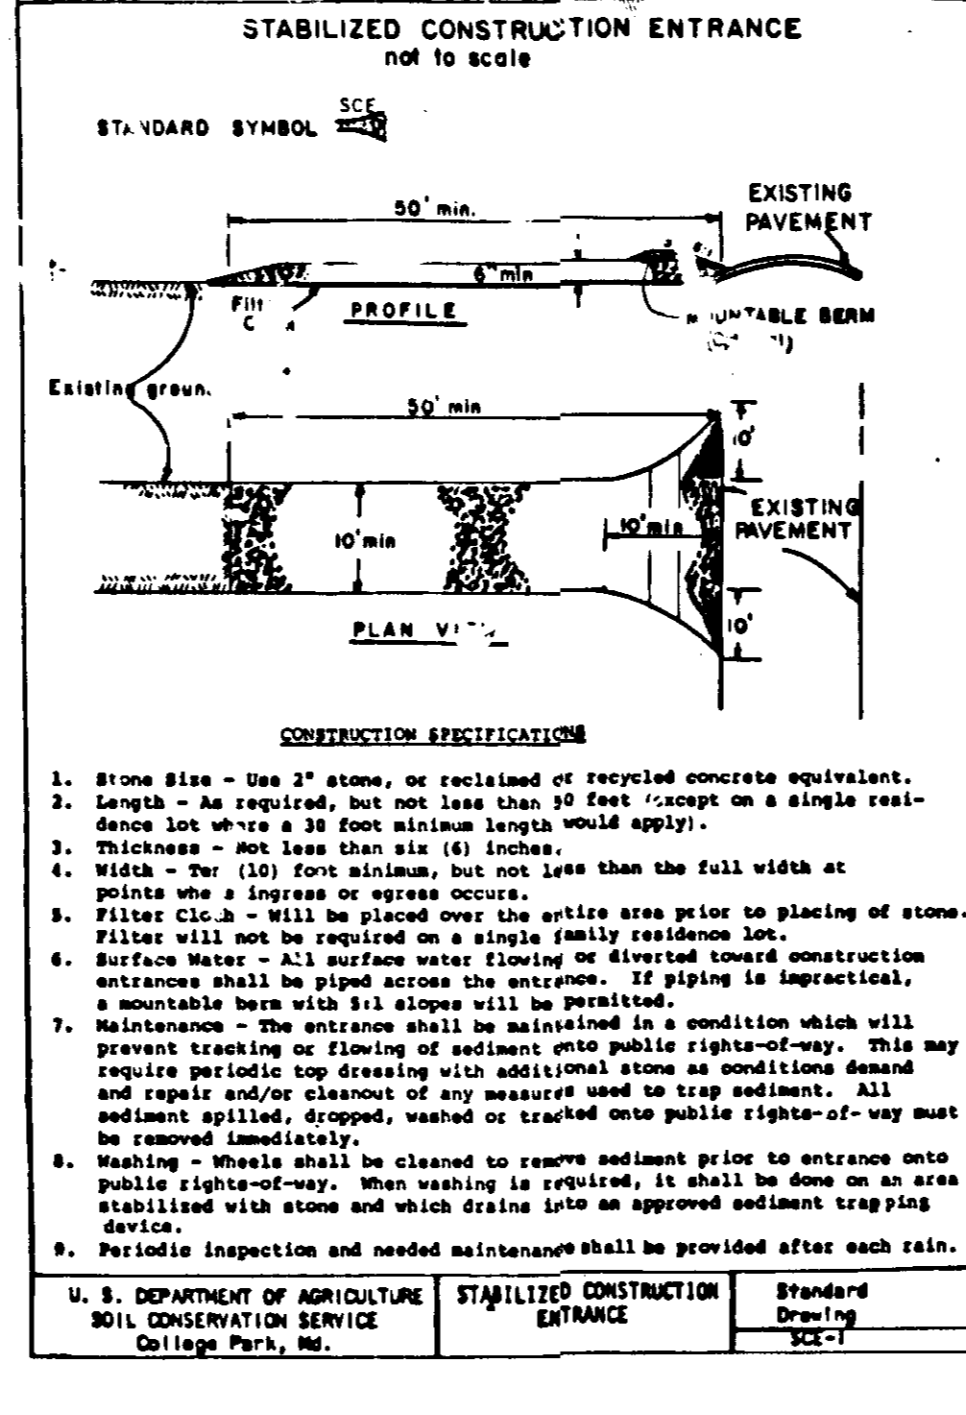 STABILIZED CONSTRUCTION ENTRANCE
not to scale
SCE
STANDARD SYMBOL
50' min.
EXISTING
PAVEMENT
6" min
PROFILE
MOUNTABLE BERM
Existing groun.
50' min
10'
10' min
10' min
EXISTING
PAVEMENT
10'
PLAN
CONSTRUCTION SPECIFICATIONS
1. Stone Size - Use 2" stone, or reclaimed or recycled concrete equivalent.
2. Length - As required, but not less than 50 feet (except on a single resi-
dence lot where a 30 foot minimum length would apply).
3. Thickness - Not less than six (6) inches.
4. Width - Ten (10) foot minimum, but not less than the full width at
points where ingress or egress occurs.
5. Filter Cloth - Will be placed over the entire area prior to placing of stone.
Filter will not be required on a single family residence lot.
6. Surface Water - All surface water flowing or diverted toward construction
entrances shall be piped across the entrance. If piping is impractical,
a mountable berm with 5:1 slopes will be permitted.
7. Maintenance - The entrance shall be maintained in a condition which will
prevent tracking or flowing of sediment onto public rights-of-way. This may
require periodic top dressing with additional stone as conditions demand
and repair and/or cleanout of any measures used to trap sediment. All
sediment spilled, dropped, washed or tracked onto public rights-of-way must
be removed immediately.
8. Washing - Wheels shall be cleaned to remove sediment prior to entrance onto
public rights-of-way. When washing is required, it shall be done on an area
stabilized with stone and which drains into an approved sediment trapping
device.
9. Periodic inspection and needed maintenance shall be provided after each rain.
U. S. DEPARTMENT OF AGRICULTURE
SOIL CONSERVATION SERVICE
College Park, Md.
STABILIZED CONSTRUCTION
ENTRANCE
Standard
Drawing
SCE-1